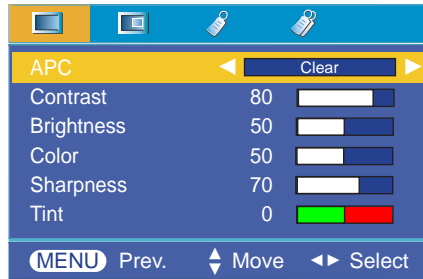 APC Clear
Contrast 80
Brightness 50
Color 50
Sharpness 70
Tint 0
MENU Prev. Move Select